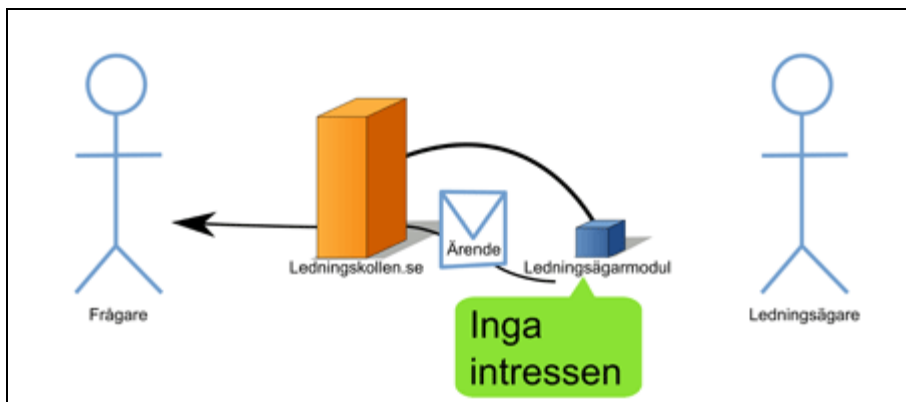 Ärende
Ledningskollen.se
Ledningsägarmodul
Frågare
Ledningsägare
Inga
intressen